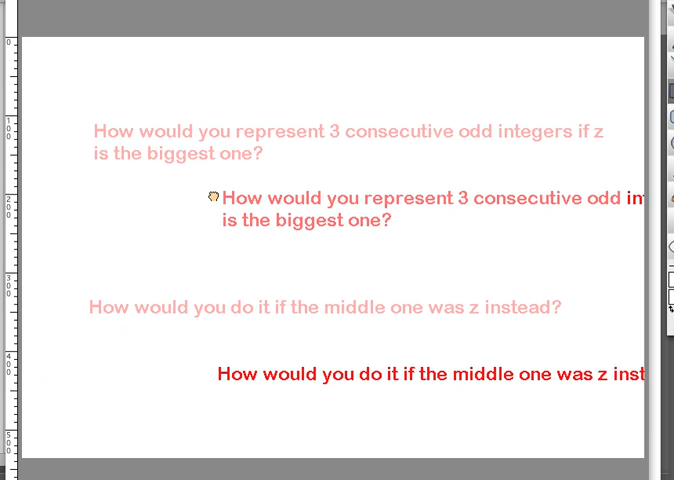 How would you represent 3 consecutive odd integers if z
is the biggest one?
How would you represent 3 consecutive odd
is the biggest one?
How would you do it if the middle one was z instead?
How would you do it if the middle one was z inst